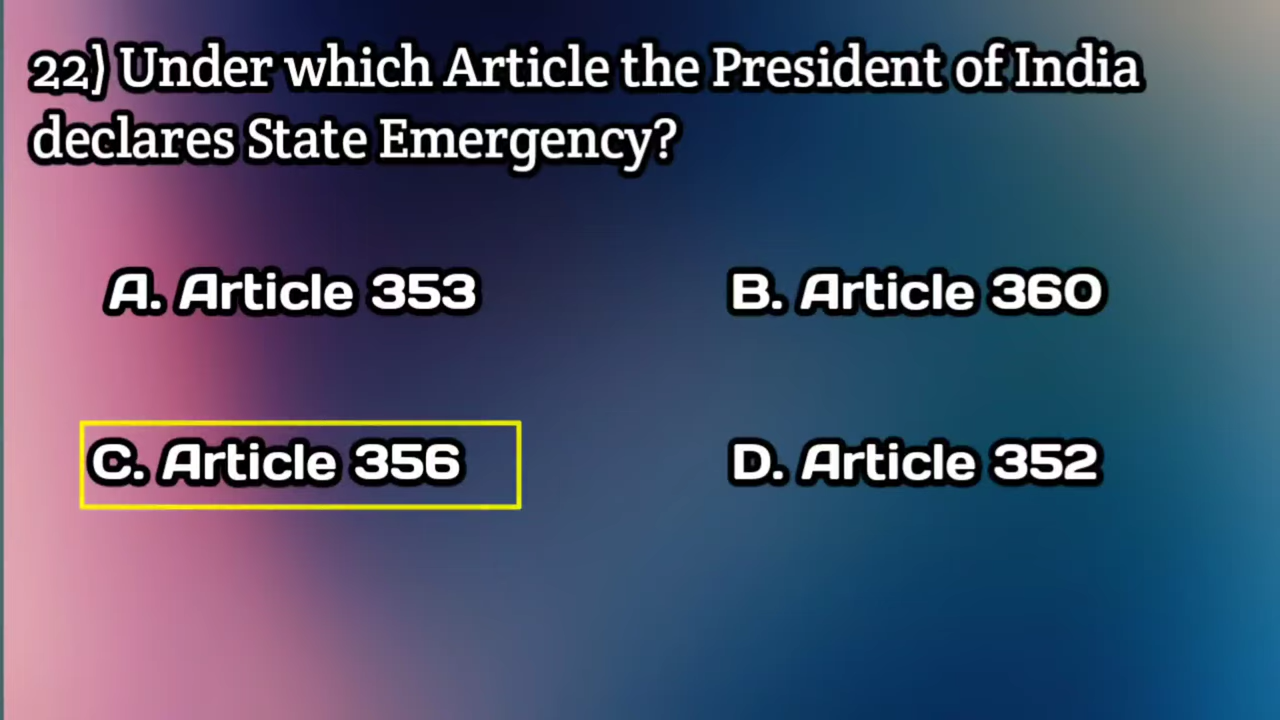 22) Under which Article the President of India
declares State Emergency?
A. Article 353
B. Article 360
C. Article 356
D. Article 352